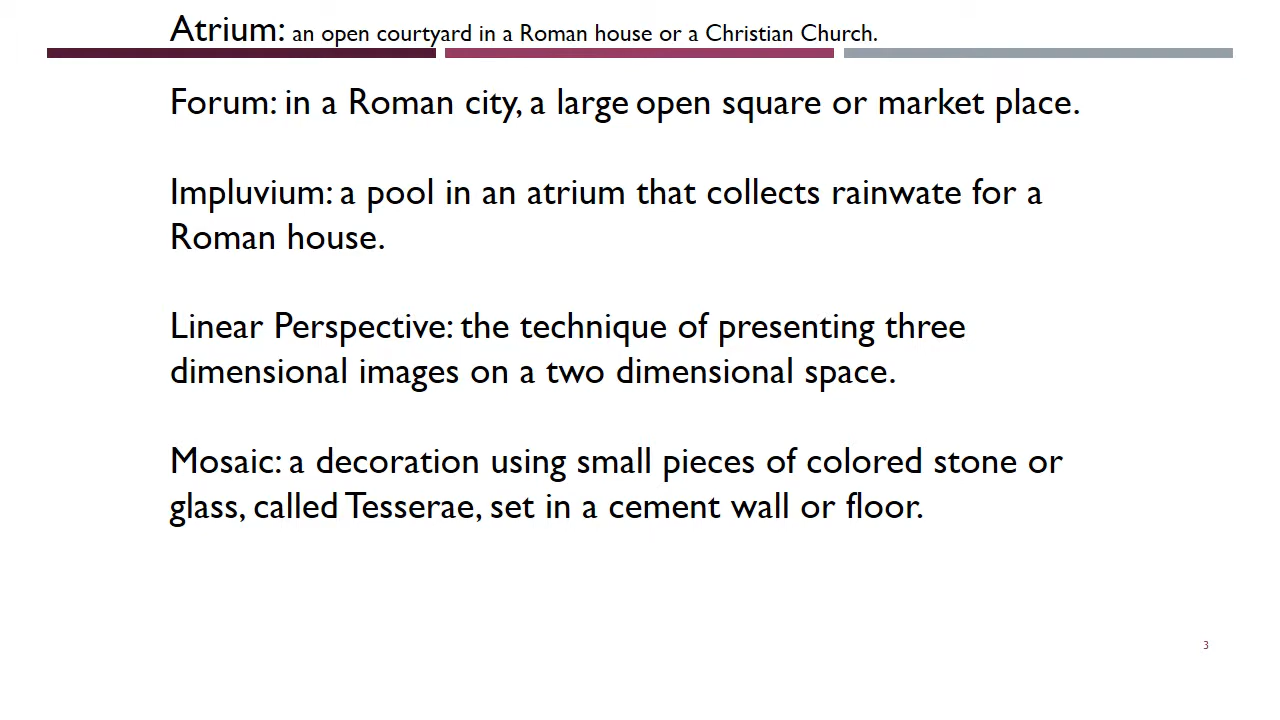 Atrium: an open courtyard in a Roman house or a Christian Church.
Forum: in a Roman city, a large open square or market place.
Impluvium: a pool in an atrium that collects rainwate for a
Roman house.
Linear Perspective: the technique of presenting three
dimensional images on a two dimensional space.
Mosaic: a decoration using small pieces of colored stone or
glass, called Tesserae, set in a cement wall or floor.
3